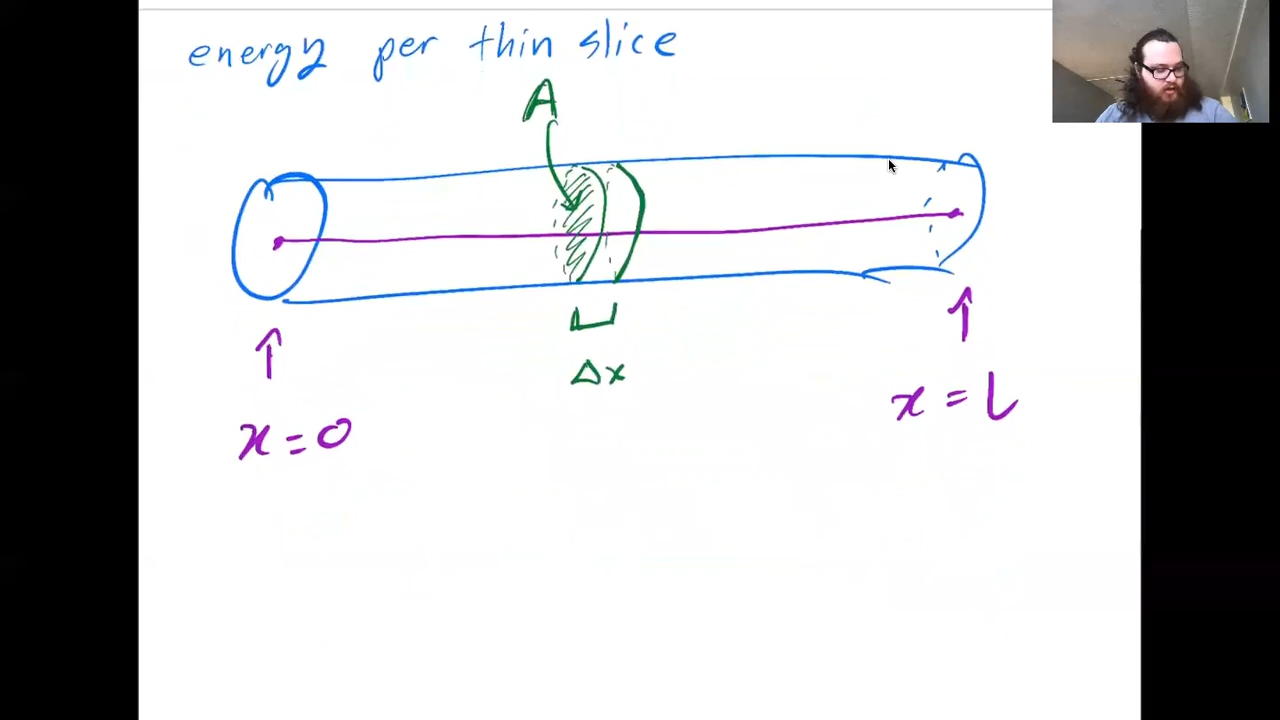 energy per thin slice
A
Δx
x = 0
x = L